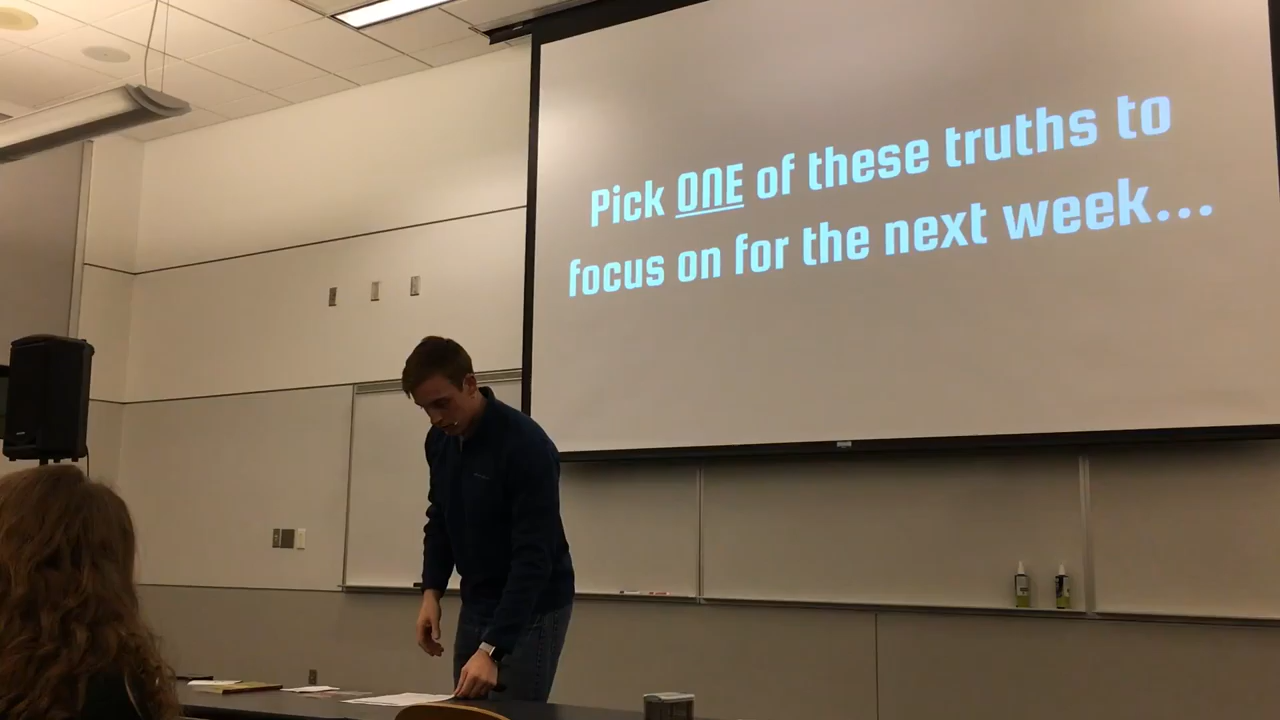 Pick ONE of these truths to
focus on for the next week...